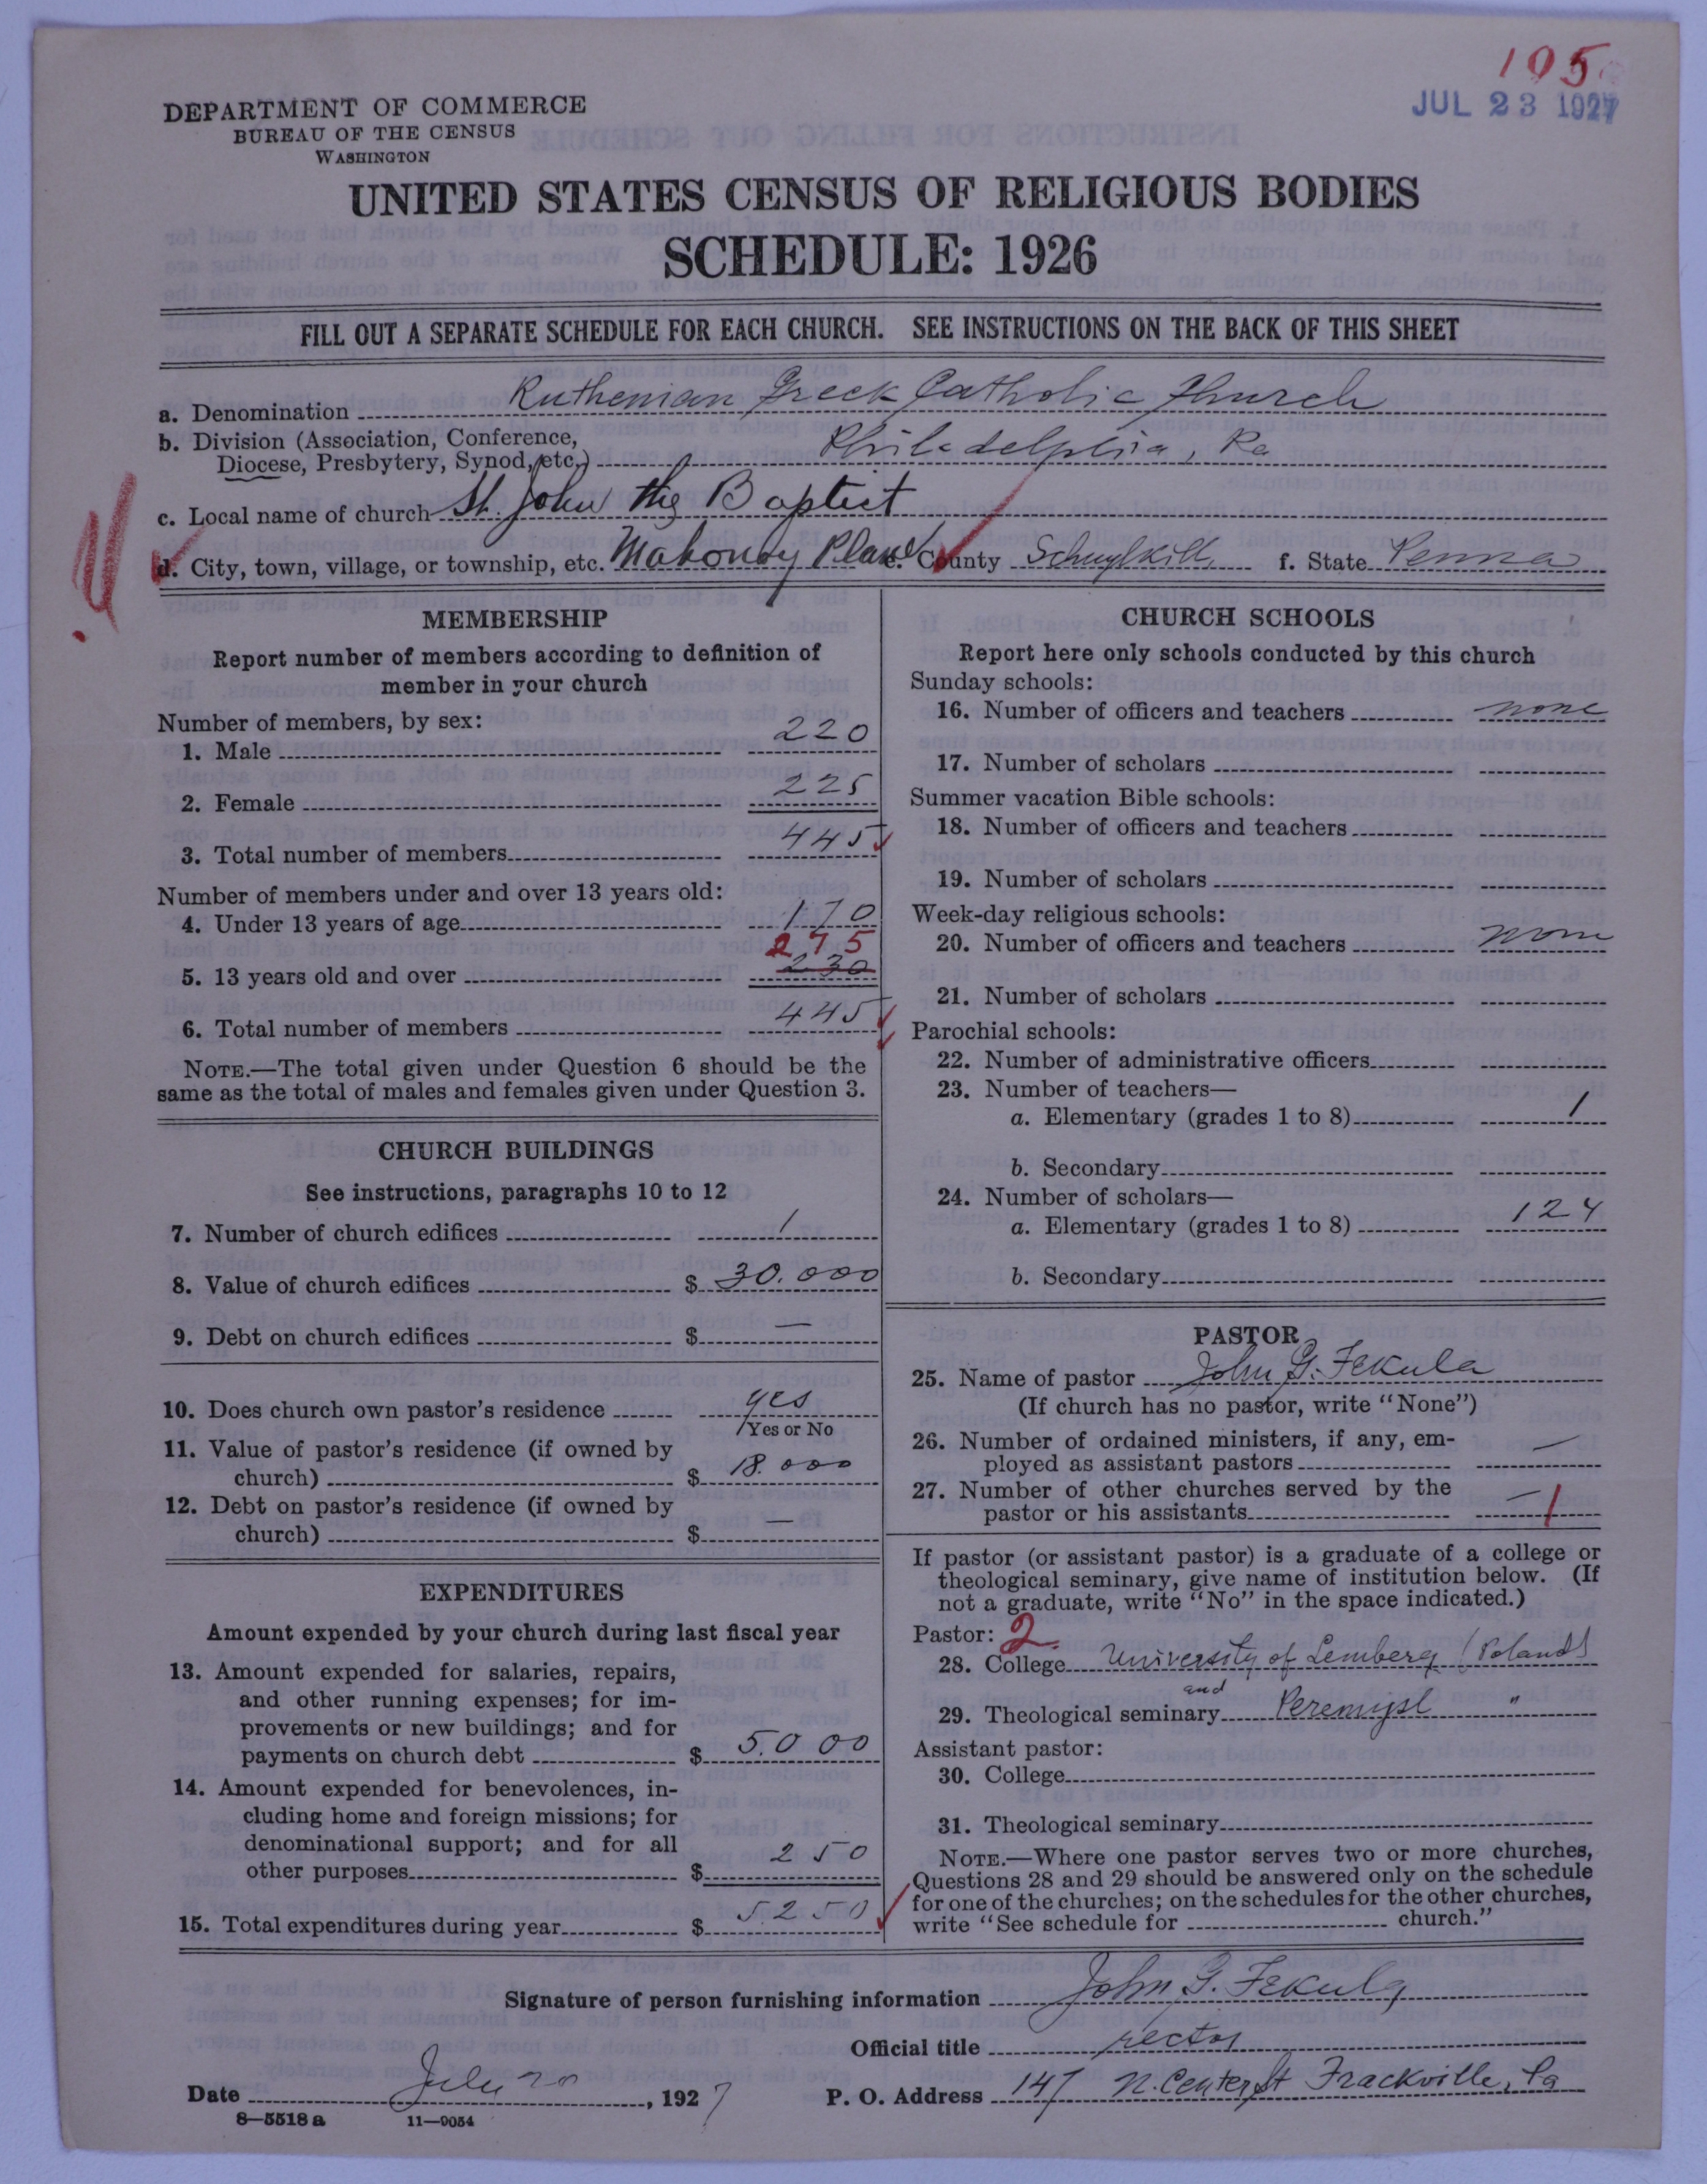 195
JUL 23 1927
DEPARTMENT OF COMMERCE
BUREAU OF THE CENSUS
WASHINGTON
UNITED STATES CENSUS OF RELIGIOUS BODIES
SCHEDULE: 1926
FILL OUT A SEPARATE SCHEDULE FOR EACH CHURCH. SEE INSTRUCTIONS ON THE BACK OF THIS SHEET
a. Denomination Ruthenian Greek Catholic Church
b. Division (Association, Conference,
Diocese, Presbytery, Synod, etc.) Philadelphia, Pa
c. Local name of church St. John the Baptist
d. City, town, village, or township, etc. Mahonoy Plane e. County Schuylkill f. State Penna
MEMBERSHIP
Report number of members according to definition of
member in your church
Number of members, by sex:
1. Male 220
2. Female 225
3. Total number of members 445
Number of members under and over 13 years old:
4. Under 13 years of age 170
275
5. 13 years old and over 230
6. Total number of members 445
NOTE.—The total given under Question 6 should be the
same as the total of males and females given under Question 3.
CHURCH BUILDINGS
See instructions, paragraphs 10 to 12
7. Number of church edifices 1
8. Value of church edifices $ 30.000
9. Debt on church edifices $ —
10. Does church own pastor's residence yes
Yes or No
11. Value of pastor's residence (if owned by
church) $ 18.000
12. Debt on pastor's residence (if owned by
church) $ —
EXPENDITURES
Amount expended by your church during last fiscal year
13. Amount expended for salaries, repairs,
and other running expenses; for im-
provements or new buildings; and for
payments on church debt $ 5.000
14. Amount expended for benevolences, in-
cluding home and foreign missions; for
denominational support; and for all
other purposes $ 250
15. Total expenditures during year $ 5.250
CHURCH SCHOOLS
Report here only schools conducted by this church
Sunday schools:
16. Number of officers and teachers none
17. Number of scholars
Summer vacation Bible schools:
18. Number of officers and teachers
19. Number of scholars
Week-day religious schools:
20. Number of officers and teachers none
21. Number of scholars
Parochial schools:
22. Number of administrative officers
23. Number of teachers—
a. Elementary (grades 1 to 8) 1
b. Secondary
24. Number of scholars—
a. Elementary (grades 1 to 8) 124
b. Secondary
PASTOR
25. Name of pastor John G. Fekula
(If church has no pastor, write "None")
26. Number of ordained ministers, if any, em-
ployed as assistant pastors —
27. Number of other churches served by the
pastor or his assistants — 1
If pastor (or assistant pastor) is a graduate of a college or
theological seminary, give name of institution below. (If
not a graduate, write "No" in the space indicated.)
Pastor: 2
28. College University of Lemberg (Poland)
and
29. Theological seminary Peremysl "
Assistant pastor:
30. College
31. Theological seminary
NOTE.—Where one pastor serves two or more churches,
Questions 28 and 29 should be answered only on the schedule
for one of the churches; on the schedules for the other churches,
write "See schedule for church."
Signature of person furnishing information John G. Fekula
Official title rector
Date July 20, 1927 P. O. Address 147 N. Center St Frackville, Pa
8—5518 a 11—9054